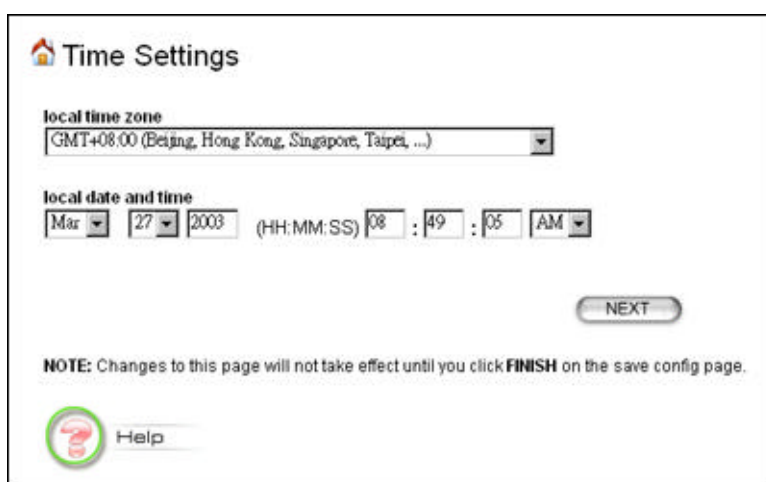 Time Settings
local time zone
GMT+08:00 (Beijing, Hong Kong, Singapore, Taipei, ...)
local date and time
Mar 27 2003 (HH:MM:SS) 08 : 49 : 05 AM
NEXT
NOTE: Changes to this page will not take effect until you click FINISH on the save config page.
Help